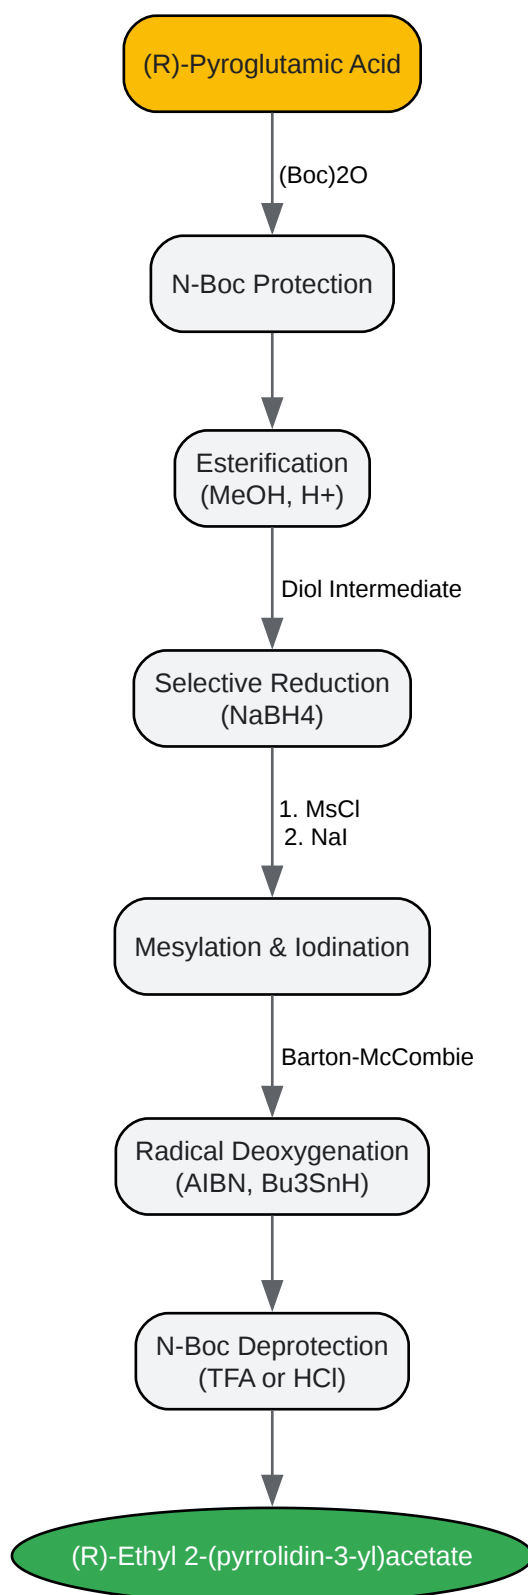 (R)-Pyroglutamic Acid
(Boc)2O
N-Boc Protection
Esterification
(MeOH, H+)
Diol Intermediate
Selective Reduction
(NaBH4)
1. MsCl
2. NaI
Mesylation & Iodination
Barton-McCombie
Radical Deoxygenation
(AIBN, Bu3SnH)
N-Boc Deprotection
(TFA or HCl)
(R)-Ethyl 2-(pyrrolidin-3-yl)acetate